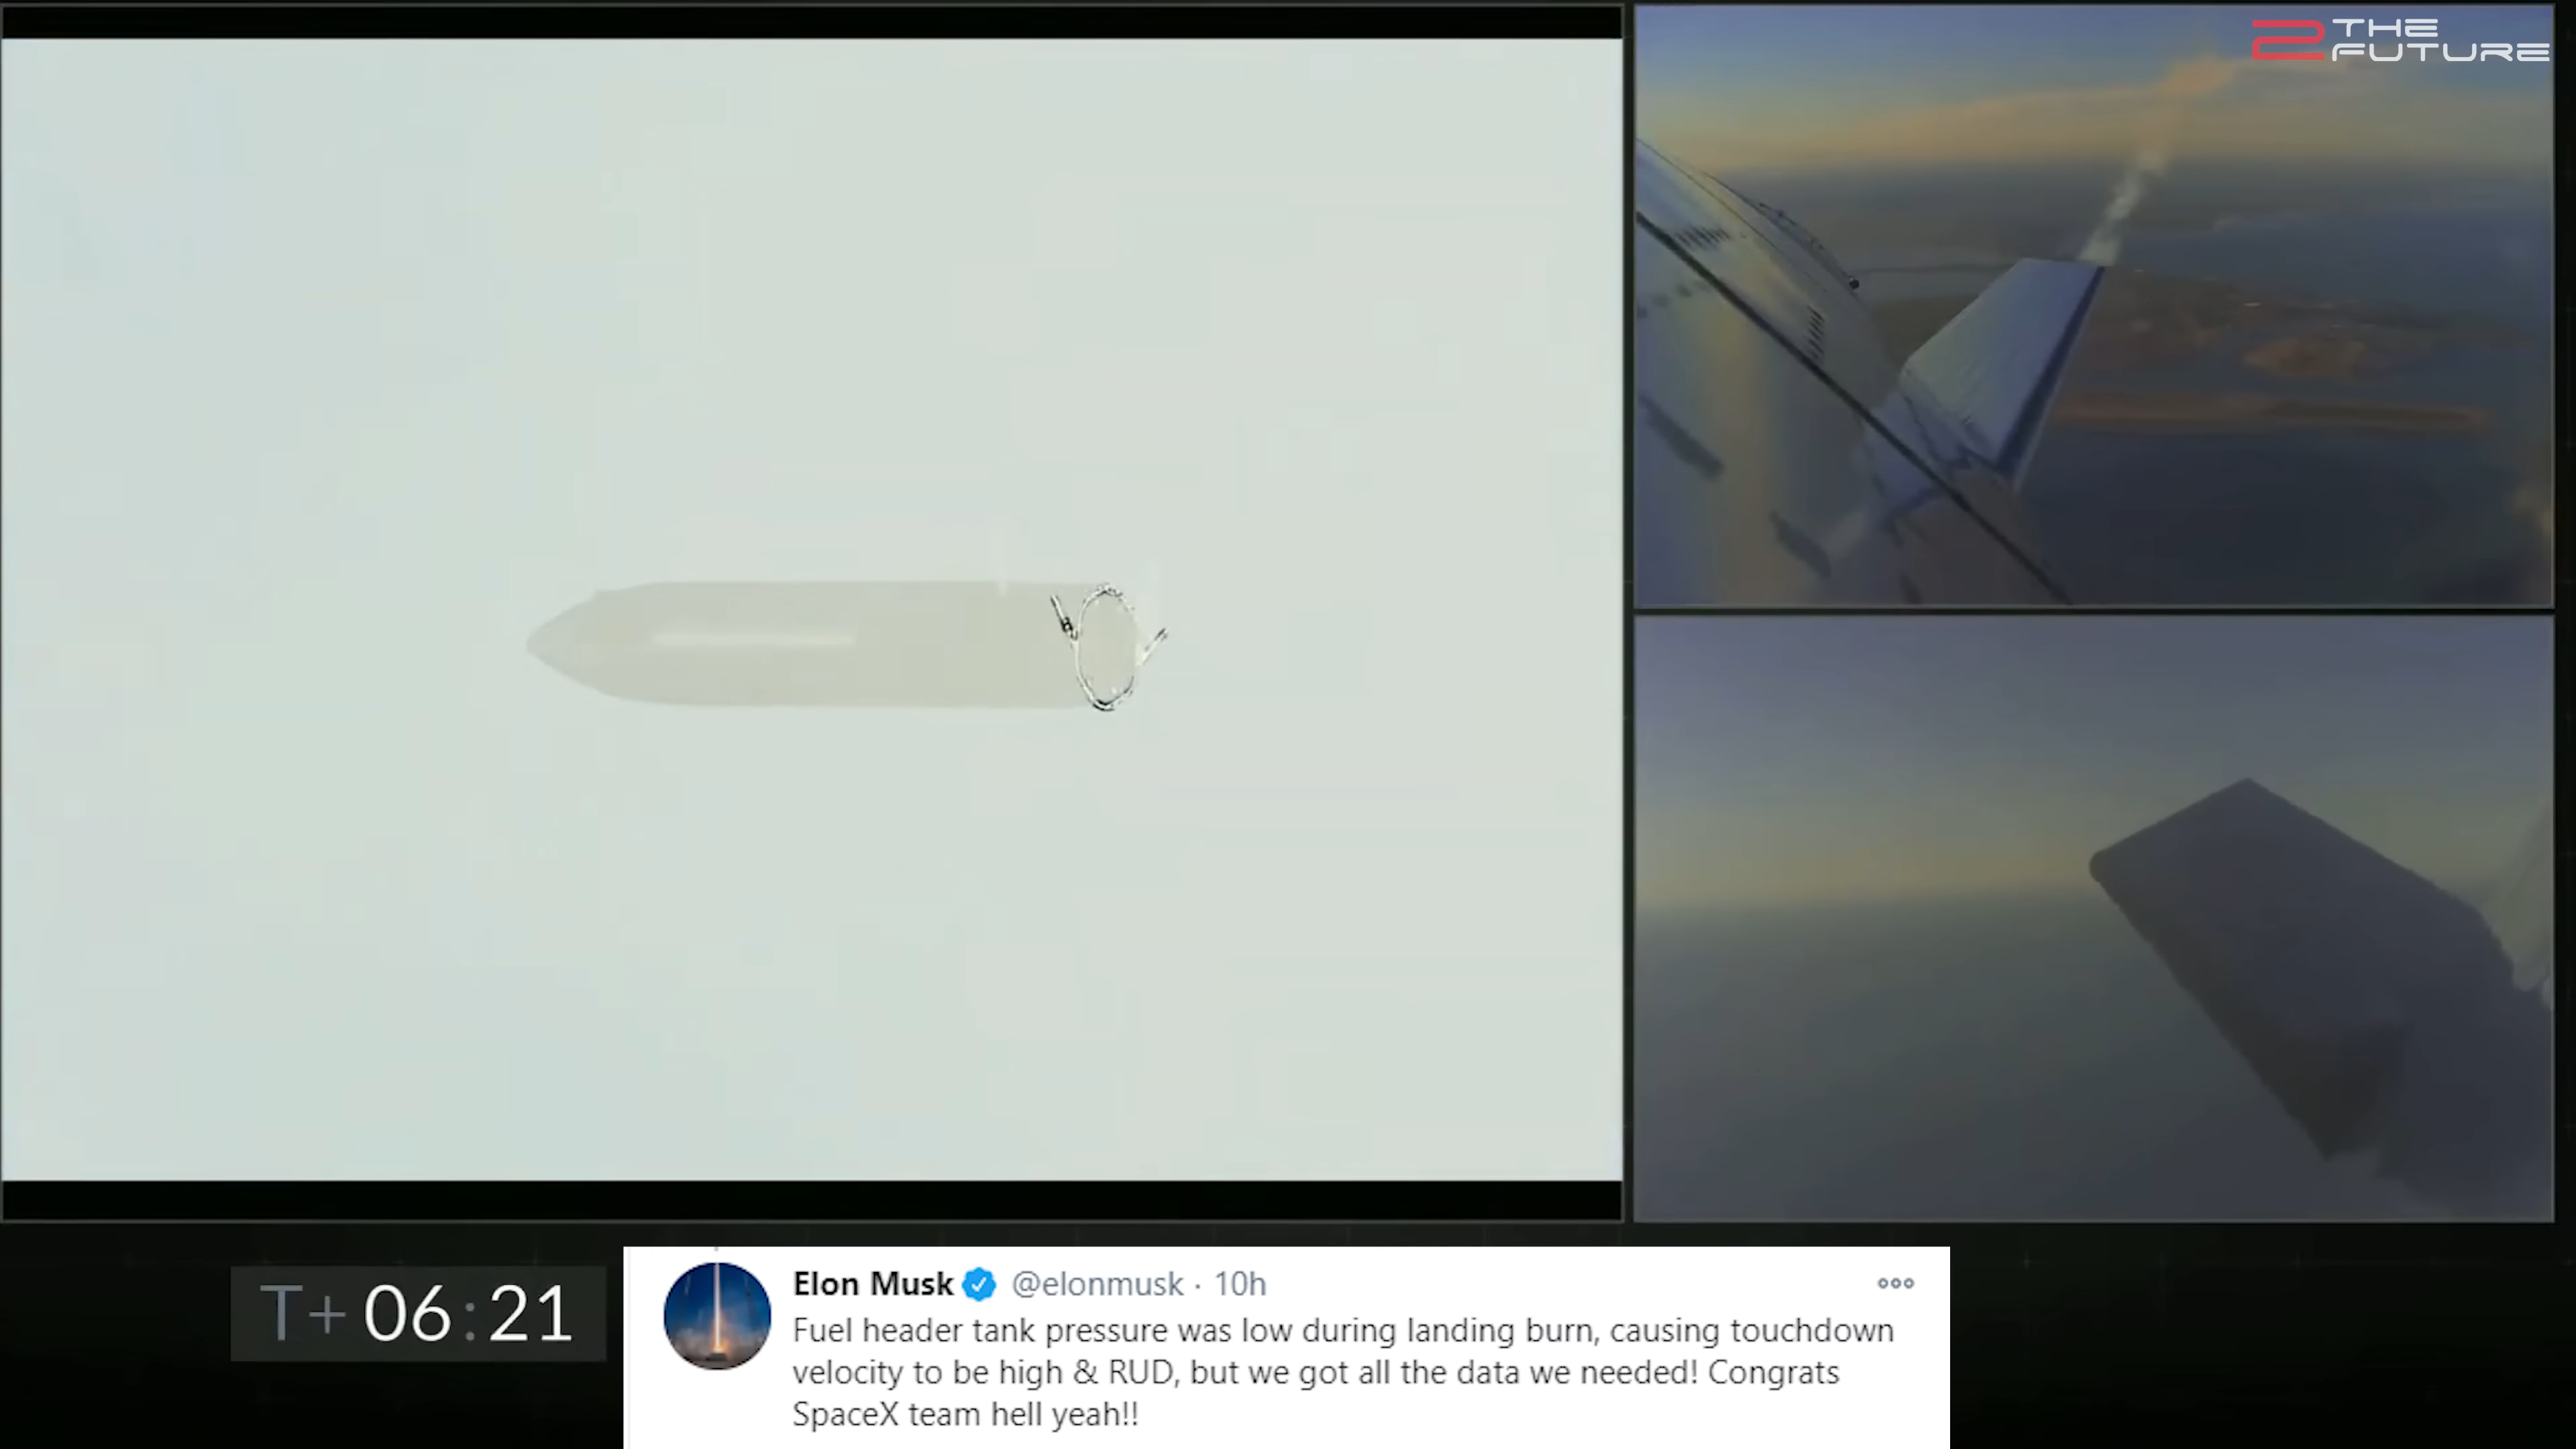 2 THE
FUTURE
T+ 06:21
Elon Musk @elonmusk · 10h
Fuel header tank pressure was low during landing burn, causing touchdown
velocity to be high & RUD, but we got all the data we needed! Congrats
SpaceX team hell yeah!!